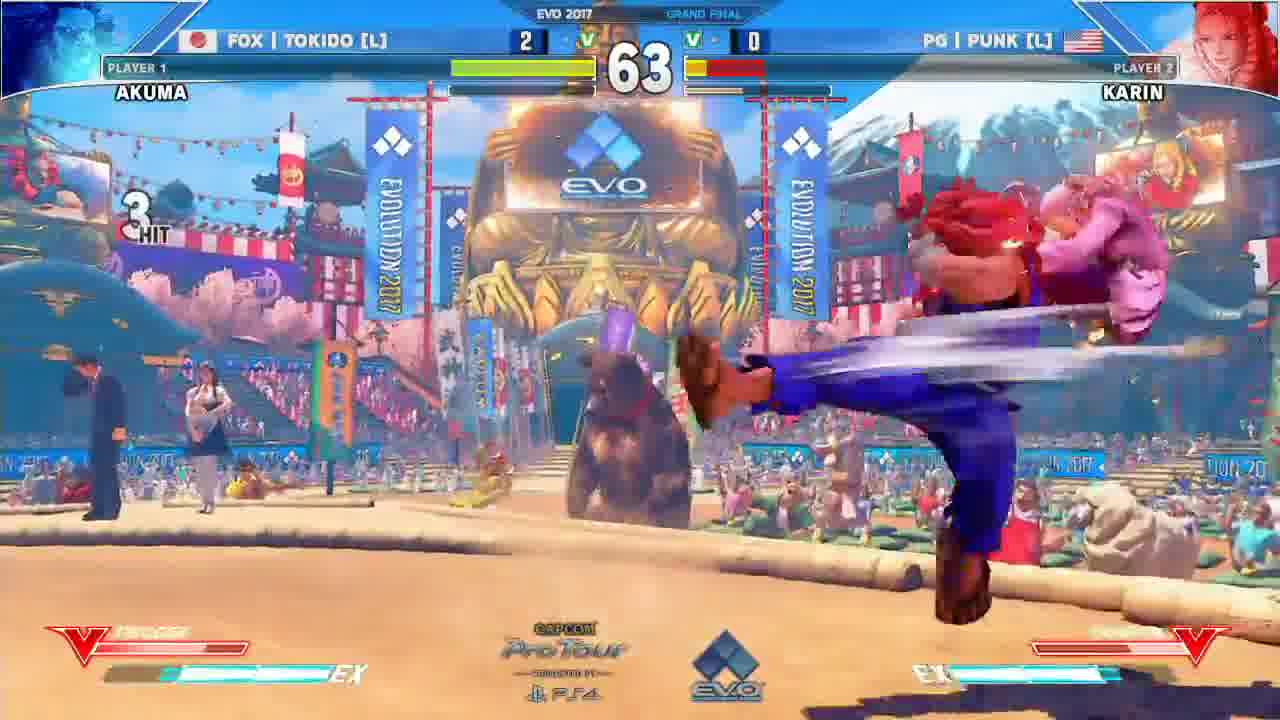 EVO 2017 GRAND FINAL
FOX | TOKIDO [L] 2 V 63 V 0 PG | PUNK [L]
PLAYER 1 PLAYER 2
AKUMA KARIN
EVO
EVOLUTION 2017 EVOLUTION 2017
3
HIT
V V
EX EX
CAPCOM
Pro Tour
PS4
EVO